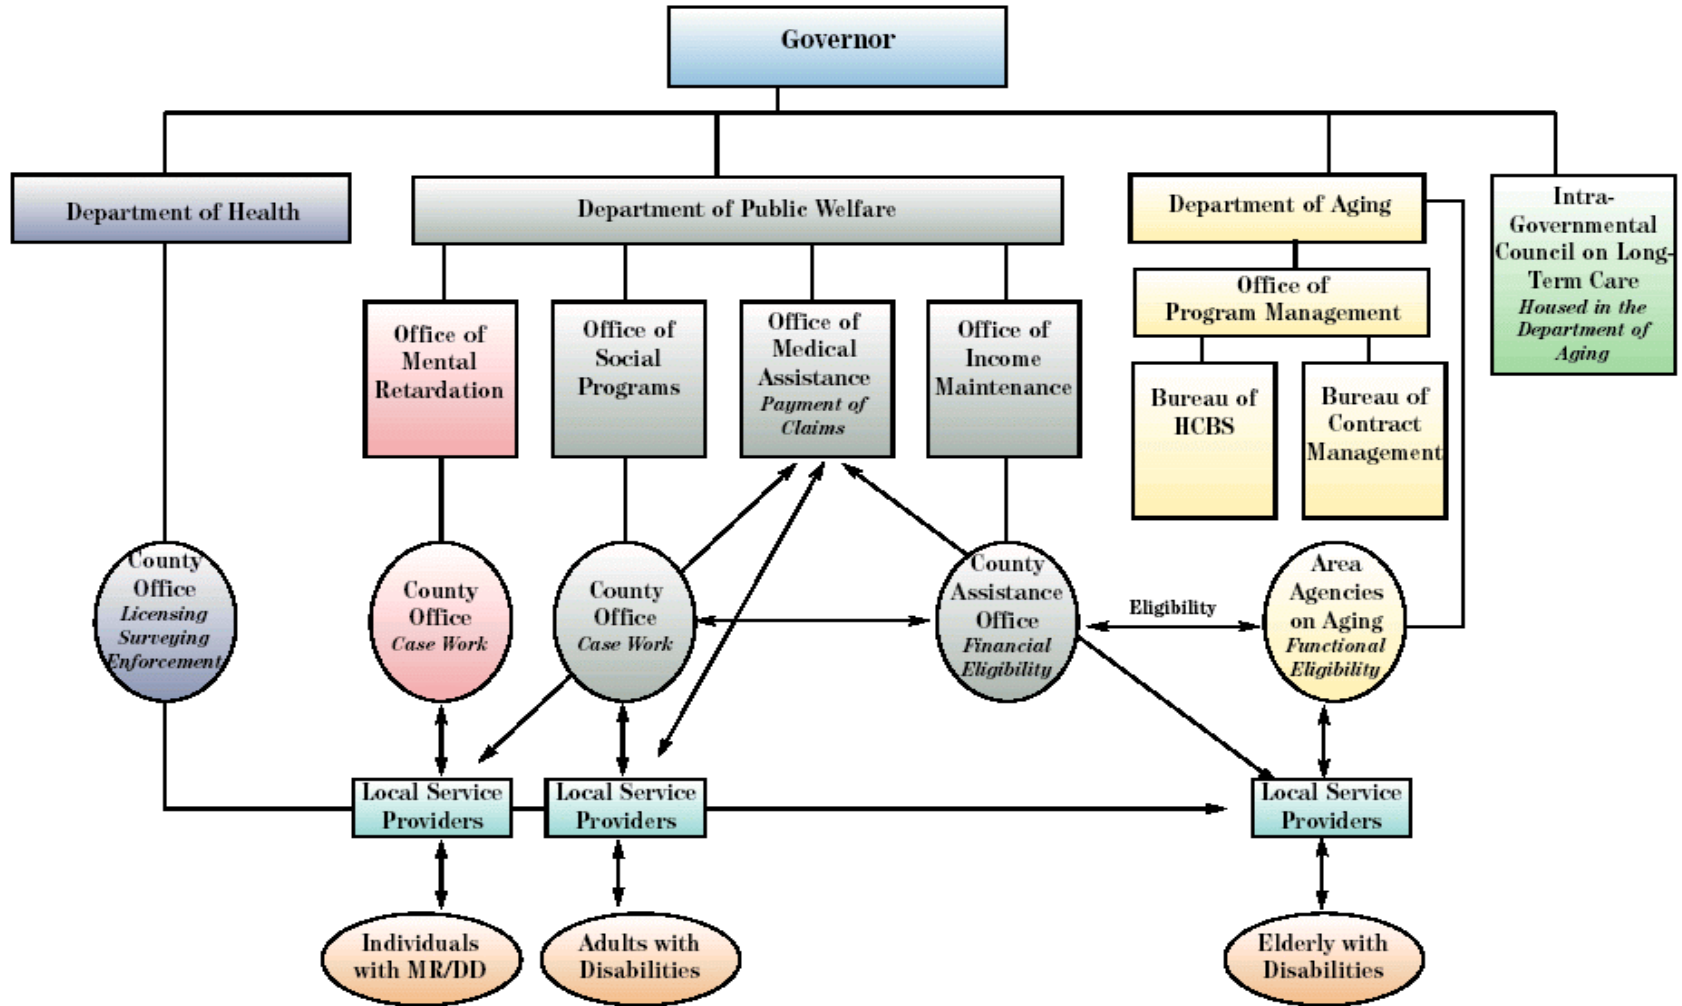 Governor
Department of Health
Department of Public Welfare
Department of Aging
Intra-
Governmental
Council on Long-
Term Care
Housed in the
Department of
Aging
Office of
Program Management
Office of
Mental
Retardation
Office of
Social
Programs
Office of
Medical
Assistance
Payment of
Claims
Office of
Income
Maintenance
Bureau of
HCBS
Bureau of
Contract
Management
County
Office
Licensing
Surveying
Enforcement
County
Office
Case Work
County
Office
Case Work
County
Assistance
Office
Financial
Eligibility
Eligibility
Area
Agencies
on Aging
Functional
Eligibility
Local Service
Providers
Local Service
Providers
Local Service
Providers
Individuals
with MR/DD
Adults with
Disabilities
Elderly with
Disabilities